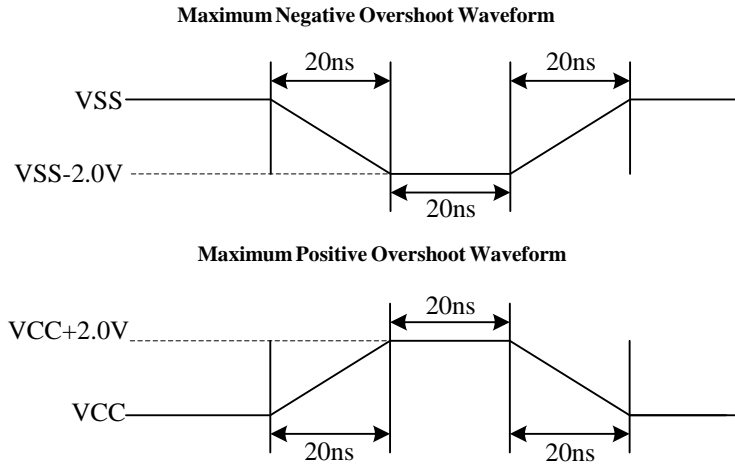 Maximum Negative Overshoot Waveform
20ns
20ns
VSS
VSS-2.0V
20ns
Maximum Positive Overshoot Waveform
20ns
VCC+2.0V
VCC
20ns
20ns